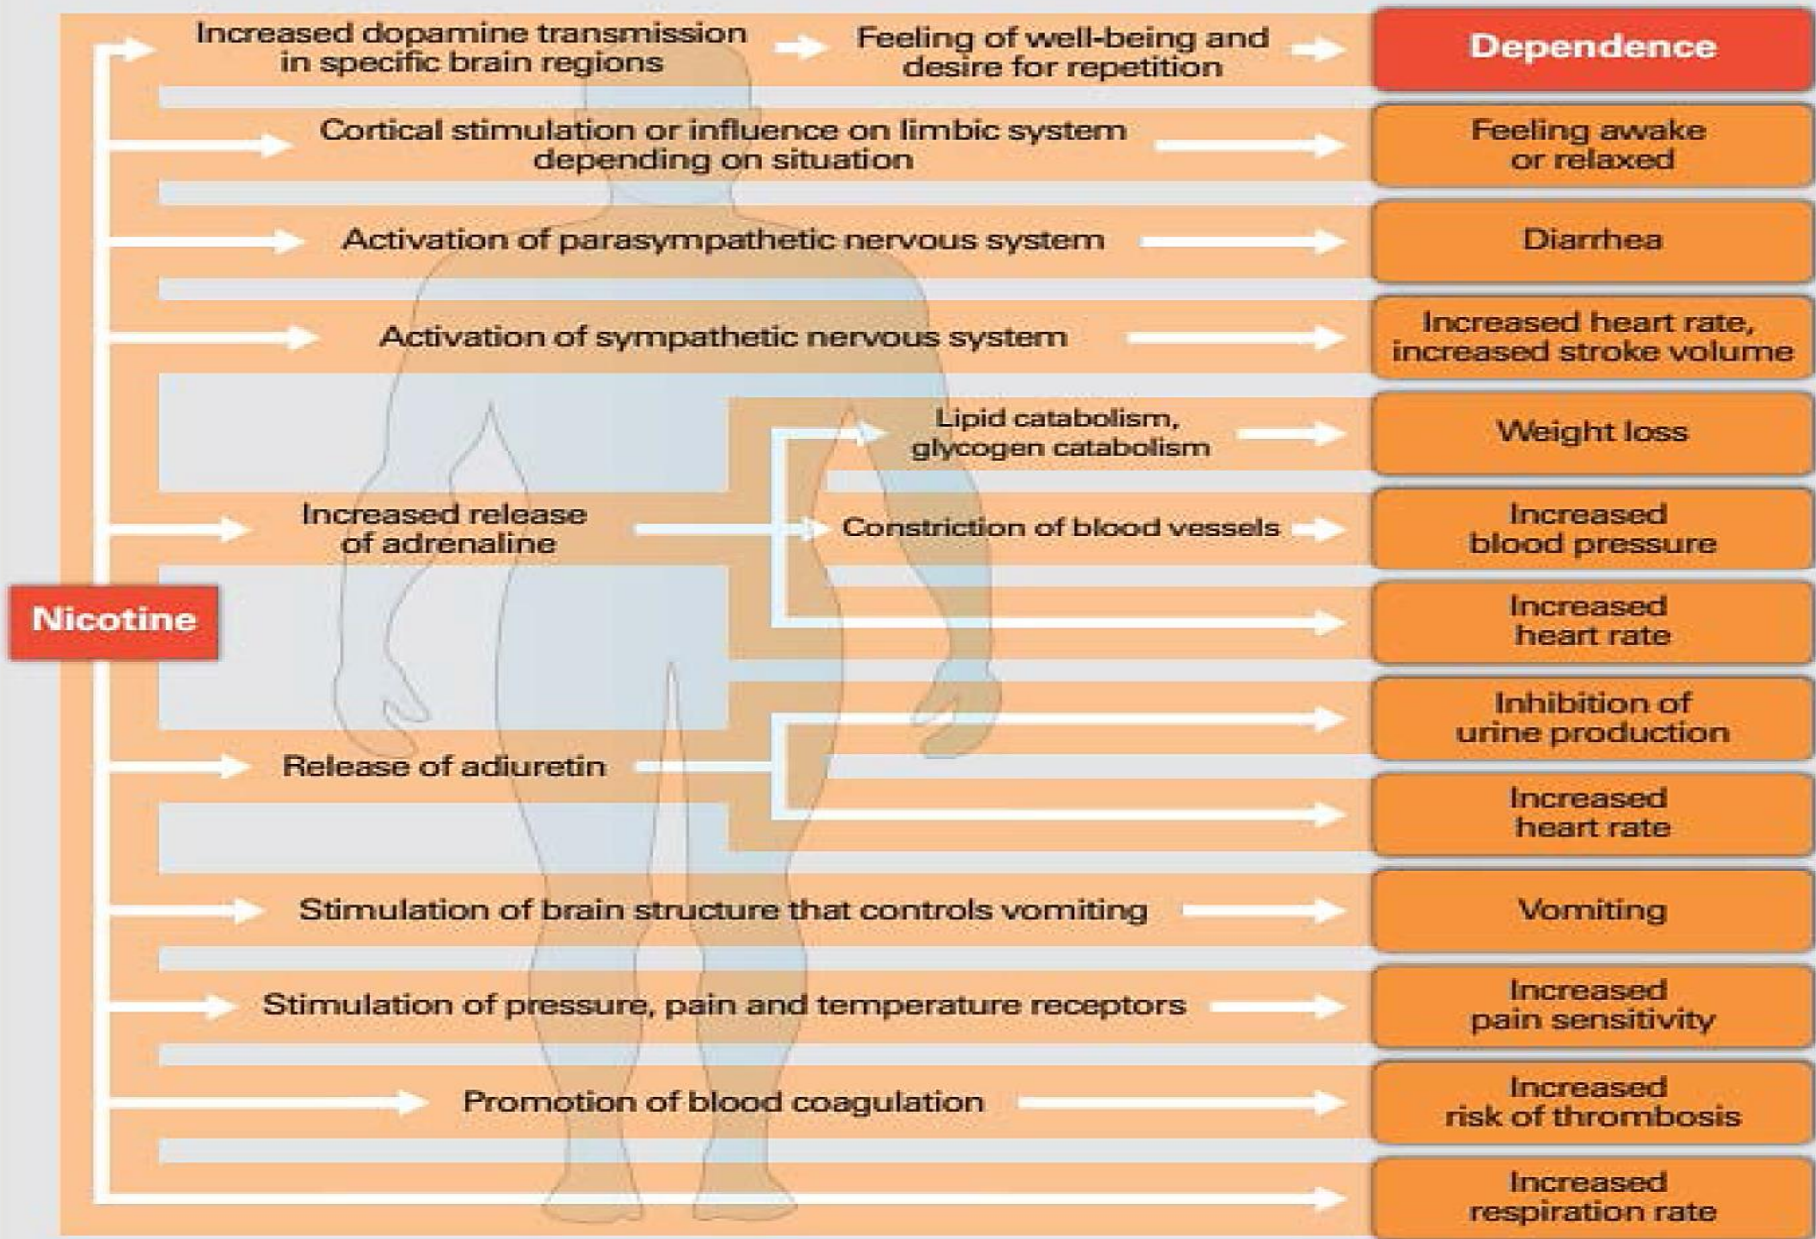 Increased dopamine transmission
in specific brain regions
Feeling of well-being and
desire for repetition
Dependence
Cortical stimulation or influence on limbic system
depending on situation
Feeling awake
or relaxed
Activation of parasympathetic nervous system
Diarrhea
Activation of sympathetic nervous system
Increased heart rate,
increased stroke volume
Lipid catabolism,
glycogen catabolism
Weight loss
Increased release
of adrenaline
Constriction of blood vessels
Increased
blood pressure
Increased
heart rate
Nicotine
Inhibition of
urine production
Release of adiuretin
Increased
heart rate
Stimulation of brain structure that controls vomiting
Vomiting
Stimulation of pressure, pain and temperature receptors
Increased
pain sensitivity
Promotion of blood coagulation
Increased
risk of thrombosis
Increased
respiration rate